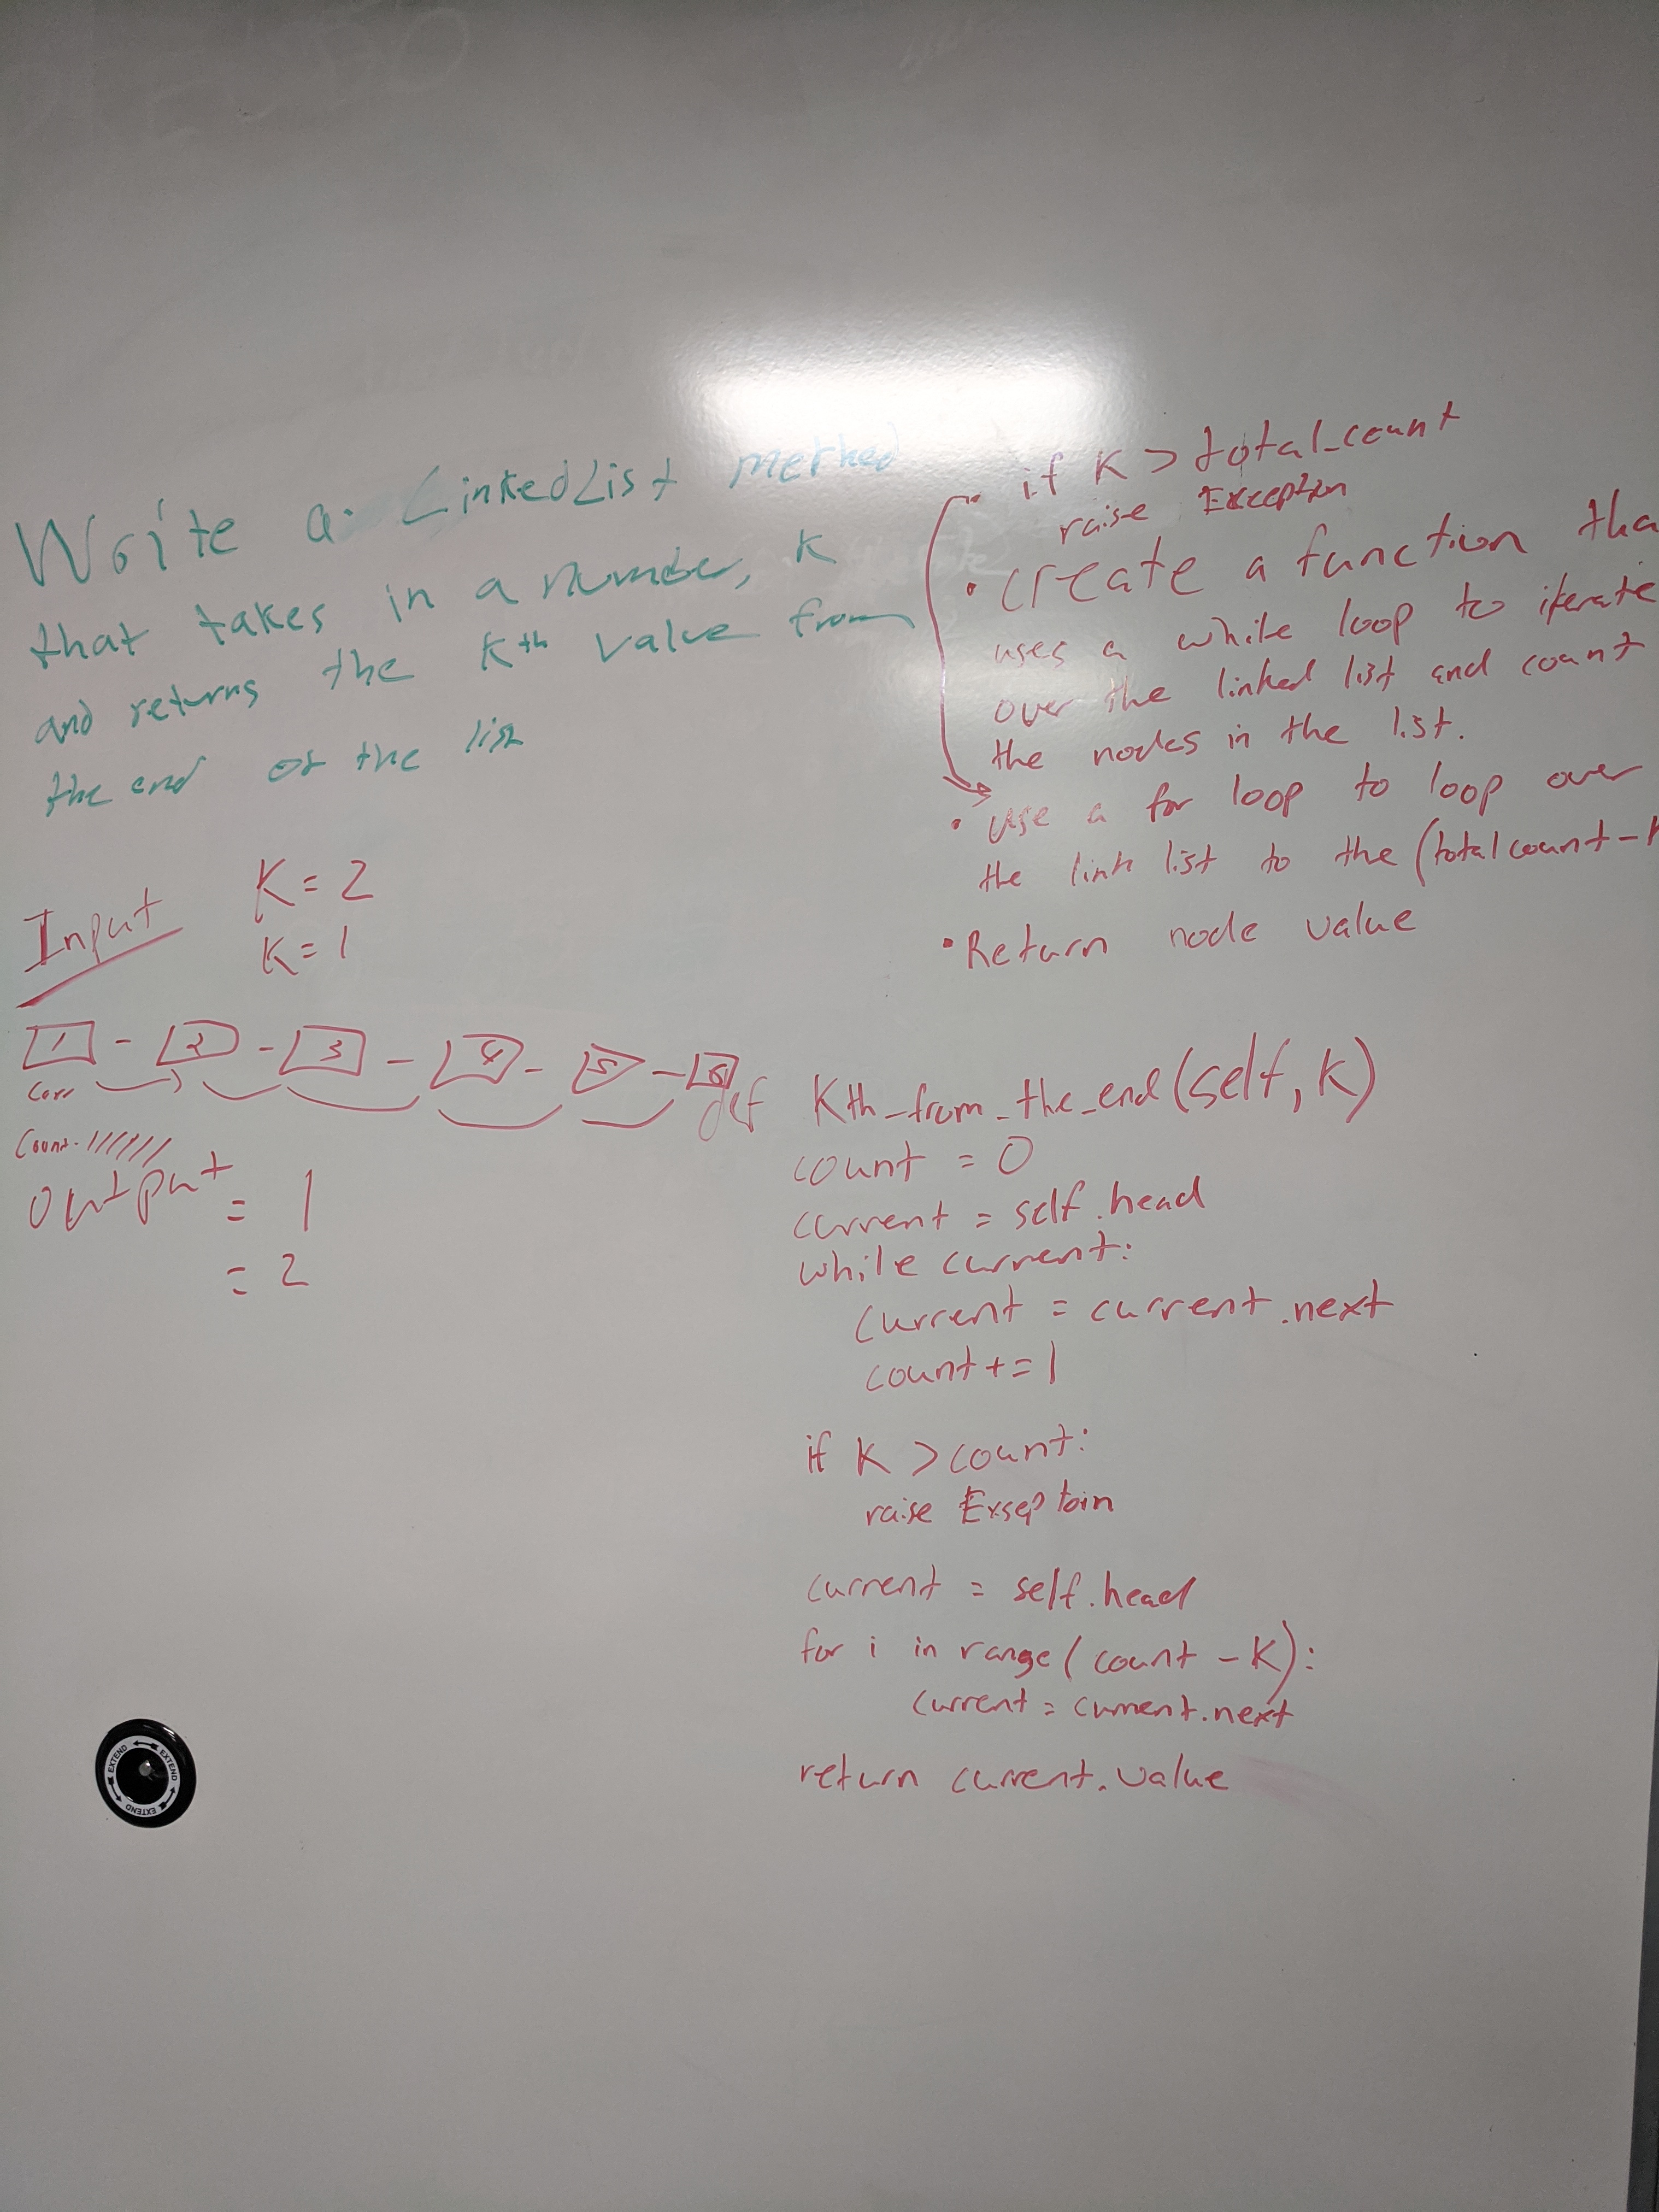 Write a LinkedList method
that takes in a number, K
and returns the Kth value from
the end of the list
Input
K = 2
K = 1
1 - 2 - 3 - 4 - 5 - 6
Curr
Count -
Output = 1
= 2
• if K > total_count
raise Exception
• create a function tha
uses a while loop to iterate
over the linked list and count
the nodes in the list.
• use a for loop to loop over
the link list to the (total count - K
• Return node value
def Kth_from_the_end(self, K)
count = 0
current = self.head
while current:
current = current.next
count += 1
if K > count:
raise Exseptoin
current = self.head
for i in range(count - K):
current = current.next
return current.value
EXTEND EXTEND EXTEND